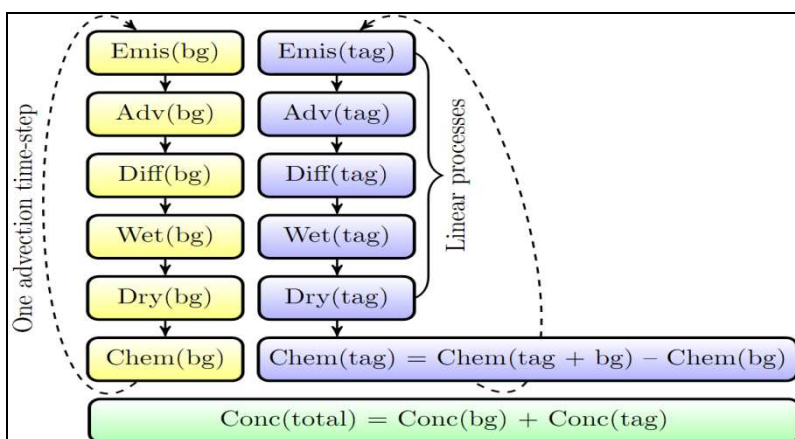 Emis(bg)
Emis(tag)
Adv(bg)
Adv(tag)
Diff(bg)
Diff(tag)
Wet(bg)
Wet(tag)
Dry(bg)
Dry(tag)
Chem(bg)
Chem(tag) = Chem(tag + bg) – Chem(bg)
Conc(total) = Conc(bg) + Conc(tag)
One advection time-step
Linear processes